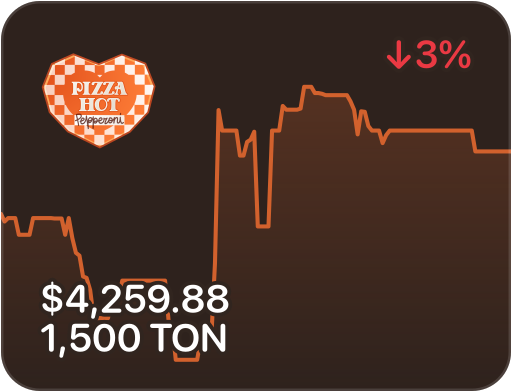 ↓3%
PIZZA
HOT
Pepperoni
$4,259.88
1,500 TON